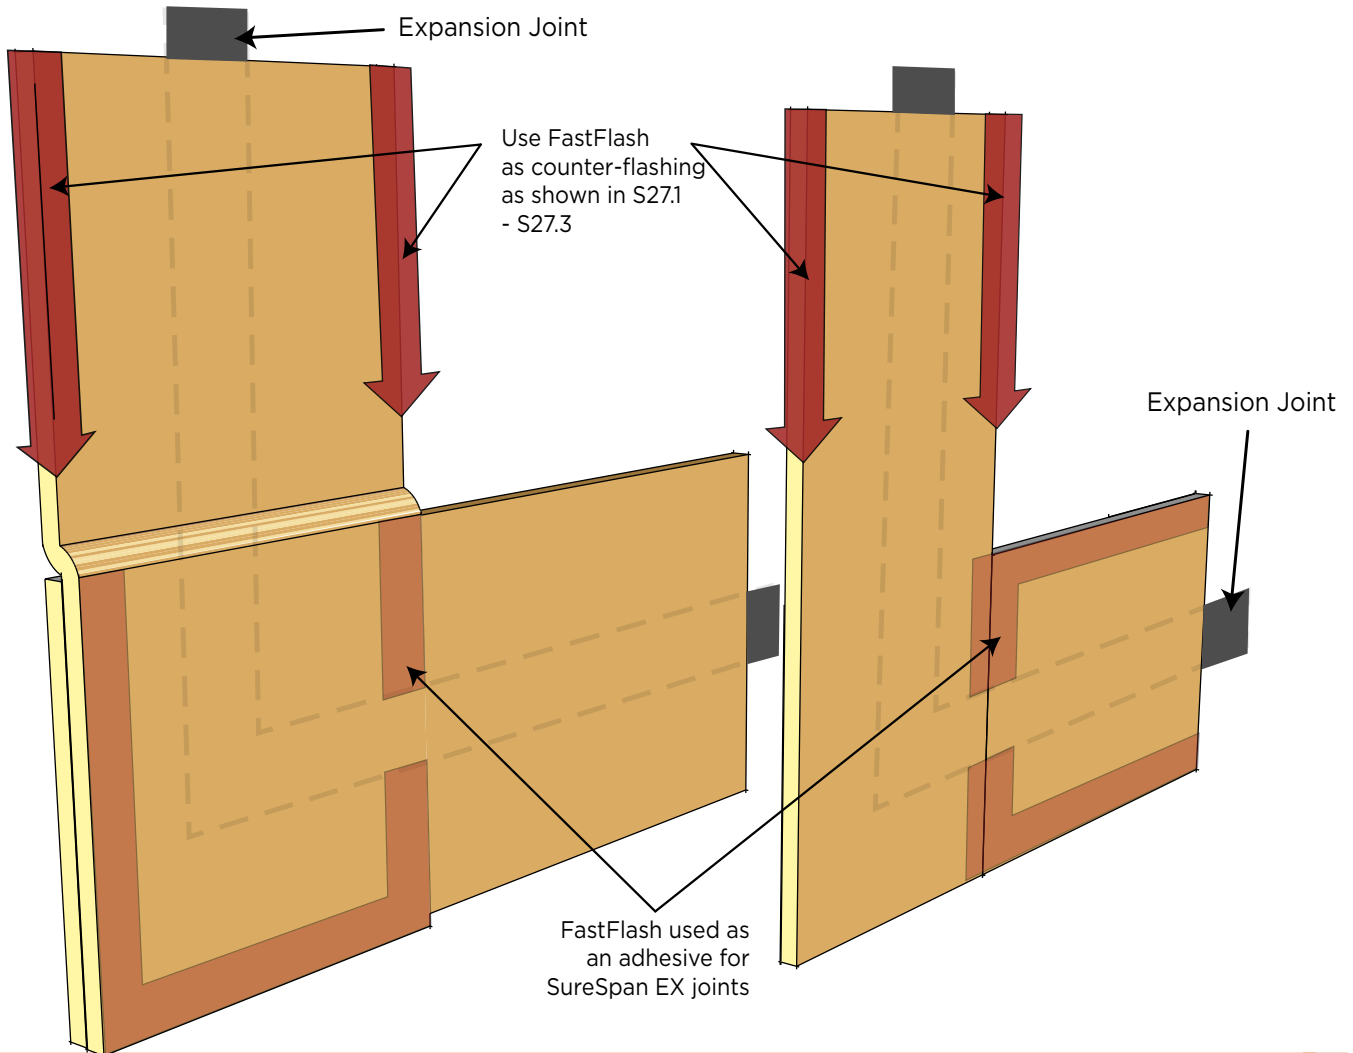 Expansion Joint
Use FastFlash
as counter-flashing
as shown in S27.1
- S27.3
Expansion Joint
FastFlash used as
an adhesive for
SureSpan EX joints